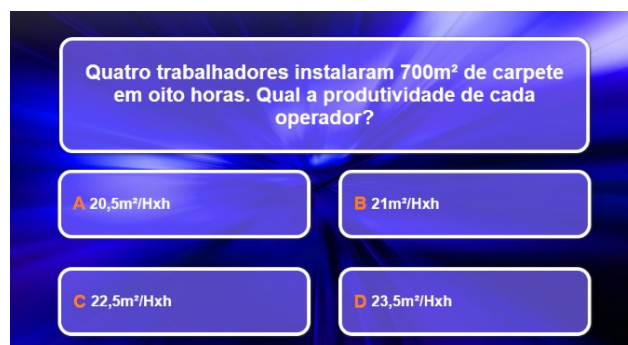 Quatro trabalhadores instalaram 700m² de carpete
em oito horas. Qual a produtividade de cada
operador?
A 20,5m²/Hxh
B 21m²/Hxh
C 22,5m²/Hxh
D 23,5m²/Hxh